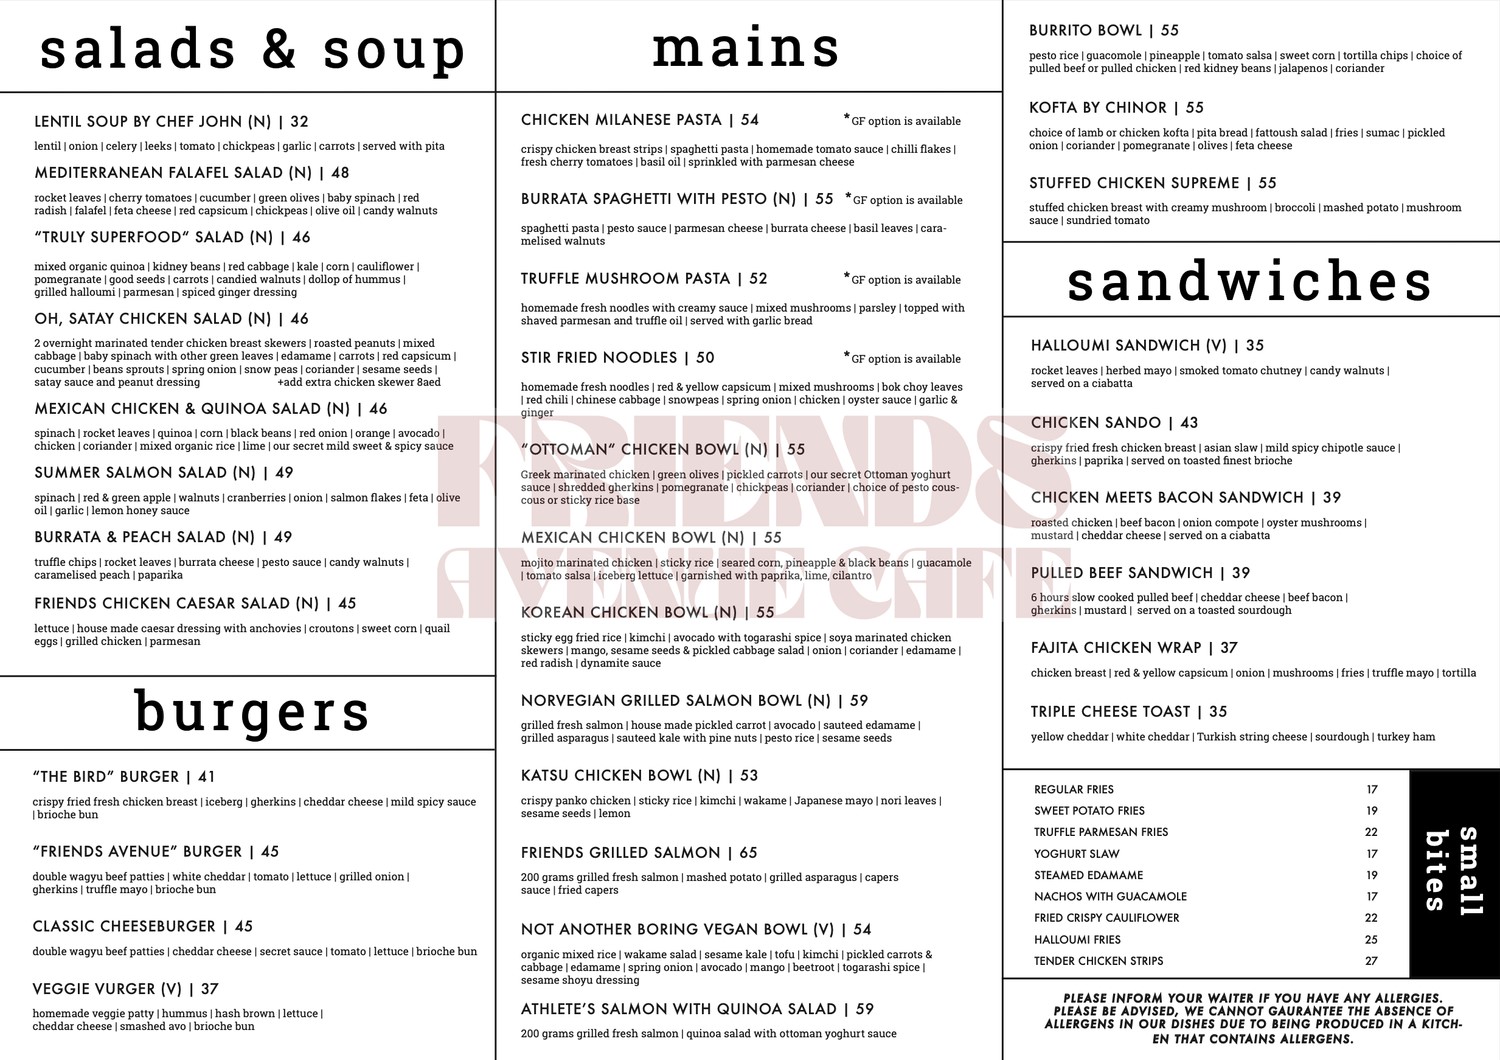 salads & soup
LENTIL SOUP BY CHEF JOHN (N) | 32
lentil | onion | celery | leeks | tomato | chickpeas | garlic | carrots | served with pita
MEDITERRANEAN FALAFEL SALAD (N) | 48
rocket leaves | cherry tomatoes | cucumber | green olives | baby spinach | red
radish | falafel | feta cheese | red capsicum | chickpeas | olive oil | candy walnuts
“TRULY SUPERFOOD“ SALAD (N) | 46
mixed organic quinoa | kidney beans | red cabbage | kale | corn | cauliflower |
pomegranate | good seeds | carrots | candied walnuts | dollop of hummus |
grilled halloumi | parmesan | spiced ginger dressing
OH, SATAY CHICKEN SALAD (N) | 46
2 overnight marinated tender chicken breast skewers | roasted peanuts | mixed
cabbage | baby spinach with other green leaves | edamame | carrots | red capsicum |
cucumber | beans sprouts | spring onion | snow peas | coriander | sesame seeds |
satay sauce and peanut dressing +add extra chicken skewer 8aed
MEXICAN CHICKEN & QUINOA SALAD (N) | 46
spinach | rocket leaves | quinoa | corn | black beans | red onion | orange | avocado |
chicken | coriander | mixed organic rice | lime | our secret mild sweet & spicy sauce
SUMMER SALMON SALAD (N) | 49
spinach | red & green apple | walnuts | cranberries | onion | salmon flakes | feta | olive
oil | garlic | lemon honey sauce
BURRATA & PEACH SALAD (N) | 49
truffle chips | rocket leaves | burrata cheese | pesto sauce | candy walnuts |
caramelised peach | paprika
FRIENDS CHICKEN CAESAR SALAD (N) | 45
lettuce | house made caesar dressing with anchovies | croutons | sweet corn | quail
eggs | grilled chicken | parmesan
burgers
“THE BIRD” BURGER | 41
crispy fried fresh chicken breast | iceberg | gherkins | cheddar cheese | mild spicy sauce
| brioche bun
“FRIENDS AVENUE” BURGER | 45
double wagyu beef patties | white cheddar | tomato | lettuce | grilled onion |
gherkins | truffle mayo | brioche bun
CLASSIC CHEESEBURGER | 45
double wagyu beef patties | cheddar cheese | secret sauce | tomato | lettuce | brioche bun
VEGGIE VURGER (V) | 37
homemade veggie patty | hummus | hash brown | lettuce |
cheddar cheese | smashed avo | brioche bun
mains
CHICKEN MILANESE PASTA | 54 *GF option is available
crispy chicken breast strips | spaghetti pasta | homemade tomato sauce | chilli flakes |
fresh cherry tomatoes | basil oil | sprinkled with parmesan cheese
BURRATA SPAGHETTI WITH PESTO (N) | 55 *GF option is available
spaghetti pasta | pesto sauce | parmesan cheese | burrata cheese | basil leaves | cara-
melised walnuts
TRUFFLE MUSHROOM PASTA | 52 *GF option is available
homemade fresh noodles with creamy sauce | mixed mushrooms | parsley | topped with
shaved parmesan and truffle oil | served with garlic bread
STIR FRIED NOODLES | 50 *GF option is available
homemade fresh noodles | red & yellow capsicum | mixed mushrooms | bok choy leaves
| red chili | chinese cabbage | snowpeas | spring onion | chicken | oyster sauce | garlic &
ginger
“OTTOMAN“ CHICKEN BOWL (N) | 55
Greek marinated chicken | green olives | pickled carrots | our secret Ottoman yoghurt
sauce | shredded gherkins | pomegranate | chickpeas | coriander | choice of pesto cous-
cous or sticky rice base
MEXICAN CHICKEN BOWL (N) | 55
mojito marinated chicken | sticky rice | seared corn, pineapple & black beans | guacamole
| tomato salsa | iceberg lettuce | garnished with paprika, lime, cilantro
KOREAN CHICKEN BOWL (N) | 55
sticky egg fried rice | kimchi | avocado with togarashi spice | soya marinated chicken
skewers | mango, sesame seeds & pickled cabbage salad | onion | coriander | edamame |
red radish | dynamite sauce
NORVEGIAN GRILLED SALMON BOWL (N) | 59
grilled fresh salmon | house made pickled carrot | avocado | sauteed edamame |
grilled asparagus | sauteed kale with pine nuts | pesto rice | sesame seeds
KATSU CHICKEN BOWL (N) | 53
crispy panko chicken | sticky rice | kimchi | wakame | Japanese mayo | nori leaves |
sesame seeds | lemon
FRIENDS GRILLED SALMON | 65
200 grams grilled fresh salmon | mashed potato | grilled asparagus | capers
sauce | fried capers
NOT ANOTHER BORING VEGAN BOWL (V) | 54
organic mixed rice | wakame salad | sesame kale | tofu | kimchi | pickled carrots &
cabbage | edamame | spring onion | avocado | mango | beetroot | togarashi spice |
sesame shoyu dressing
ATHLETE’S SALMON WITH QUINOA SALAD | 59
200 grams grilled fresh salmon | quinoa salad with ottoman yoghurt sauce
FRIENDS
AVENUE CAFE
BURRITO BOWL | 55
pesto rice | guacomole | pineapple | tomato salsa | sweet corn | tortilla chips | choice of
pulled beef or pulled chicken | red kidney beans | jalapenos | coriander
KOFTA BY CHINOR | 55
choice of lamb or chicken kofta | pita bread | fattoush salad | fries | sumac | pickled
onion | coriander | pomegranate | olives | feta cheese
STUFFED CHICKEN SUPREME | 55
stuffed chicken breast with creamy mushroom | broccoli | mashed potato | mushroom
sauce | sundried tomato
sandwiches
HALLOUMI SANDWICH (V) | 35
rocket leaves | herbed mayo | smoked tomato chutney | candy walnuts |
served on a ciabatta
CHICKEN SANDO | 43
crispy fried fresh chicken breast | asian slaw | mild spicy chipotle sauce |
gherkins | paprika | served on toasted finest brioche
CHICKEN MEETS BACON SANDWICH | 39
roasted chicken | beef bacon | onion compote | oyster mushrooms |
mustard | cheddar cheese | served on a ciabatta
PULLED BEEF SANDWICH | 39
6 hours slow cooked pulled beef | cheddar cheese | beef bacon |
gherkins | mustard | served on a toasted sourdough
FAJITA CHICKEN WRAP | 37
chicken breast | red & yellow capsicum | onion | mushrooms | fries | truffle mayo | tortilla
TRIPLE CHEESE TOAST | 35
yellow cheddar | white cheddar | Turkish string cheese | sourdough | turkey ham
small
bites
REGULAR FRIES 17
SWEET POTATO FRIES 19
TRUFFLE PARMESAN FRIES 22
YOGHURT SLAW 17
STEAMED EDAMAME 19
NACHOS WITH GUACAMOLE 17
FRIED CRISPY CAULIFLOWER 22
HALLOUMI FRIES 25
TENDER CHICKEN STRIPS 27
PLEASE INFORM YOUR WAITER IF YOU HAVE ANY ALLERGIES.
PLEASE BE ADVISED, WE CANNOT GAURANTEE THE ABSENCE OF
ALLERGENS IN OUR DISHES DUE TO BEING PRODUCED IN A KITCH-
EN THAT CONTAINS ALLERGENS.